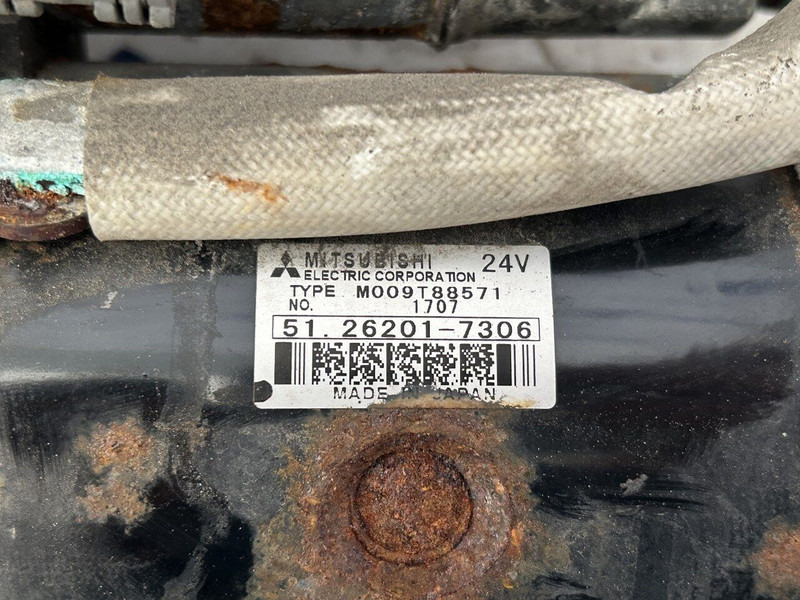 MITSUBISHI 24V
ELECTRIC CORPORATION
TYPE M009T88571
NO. 1707
51.26201-7306
MADE IN JAPAN